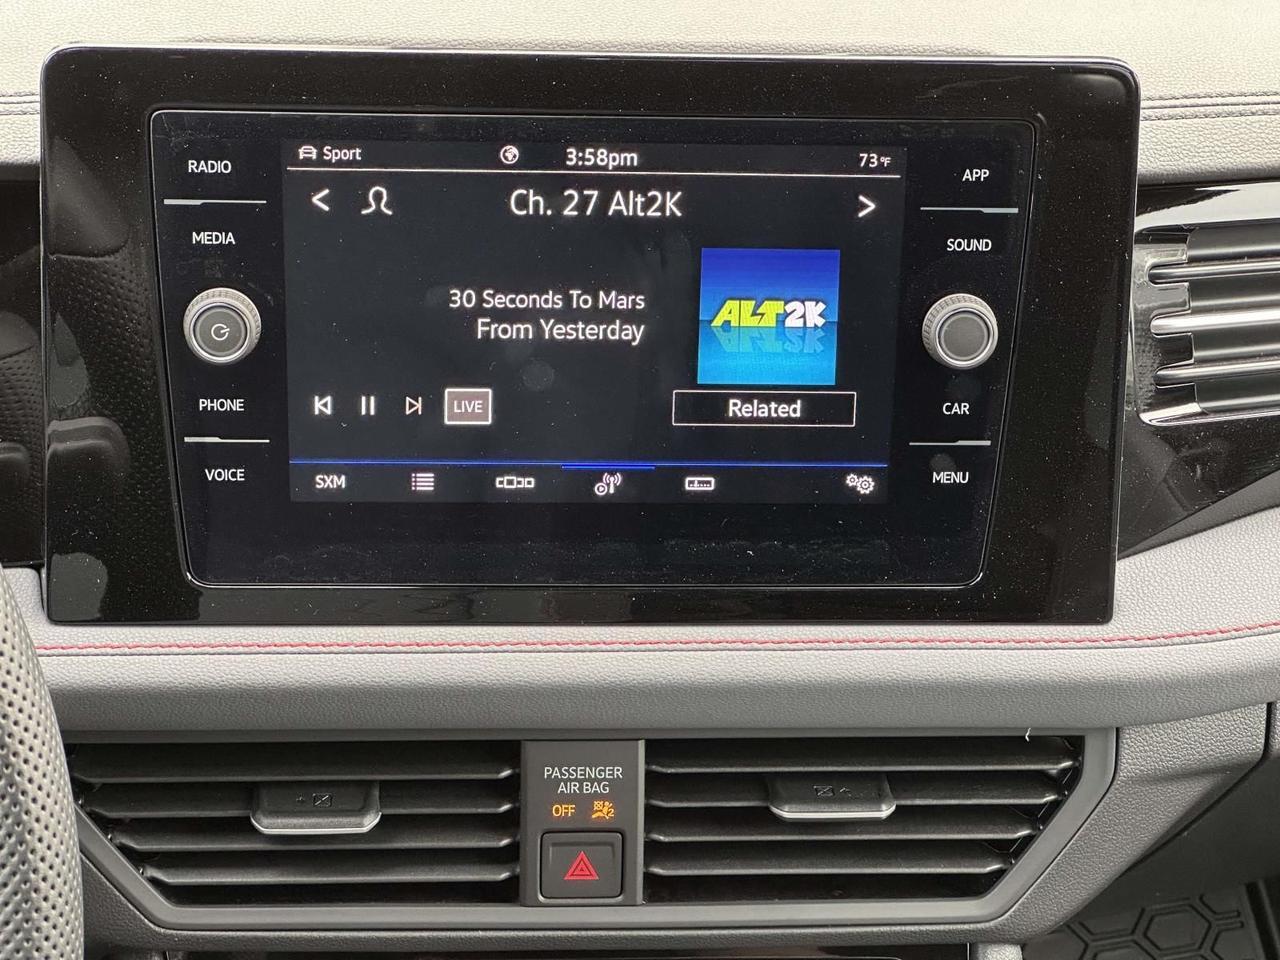 RADIO
MEDIA
PHONE
VOICE
Sport
3:58pm
73°F
Ch. 27 Alt2K
30 Seconds To Mars
From Yesterday
ALT2K
LIVE
Related
SXM
APP
SOUND
CAR
MENU
PASSENGER
AIR BAG
OFF